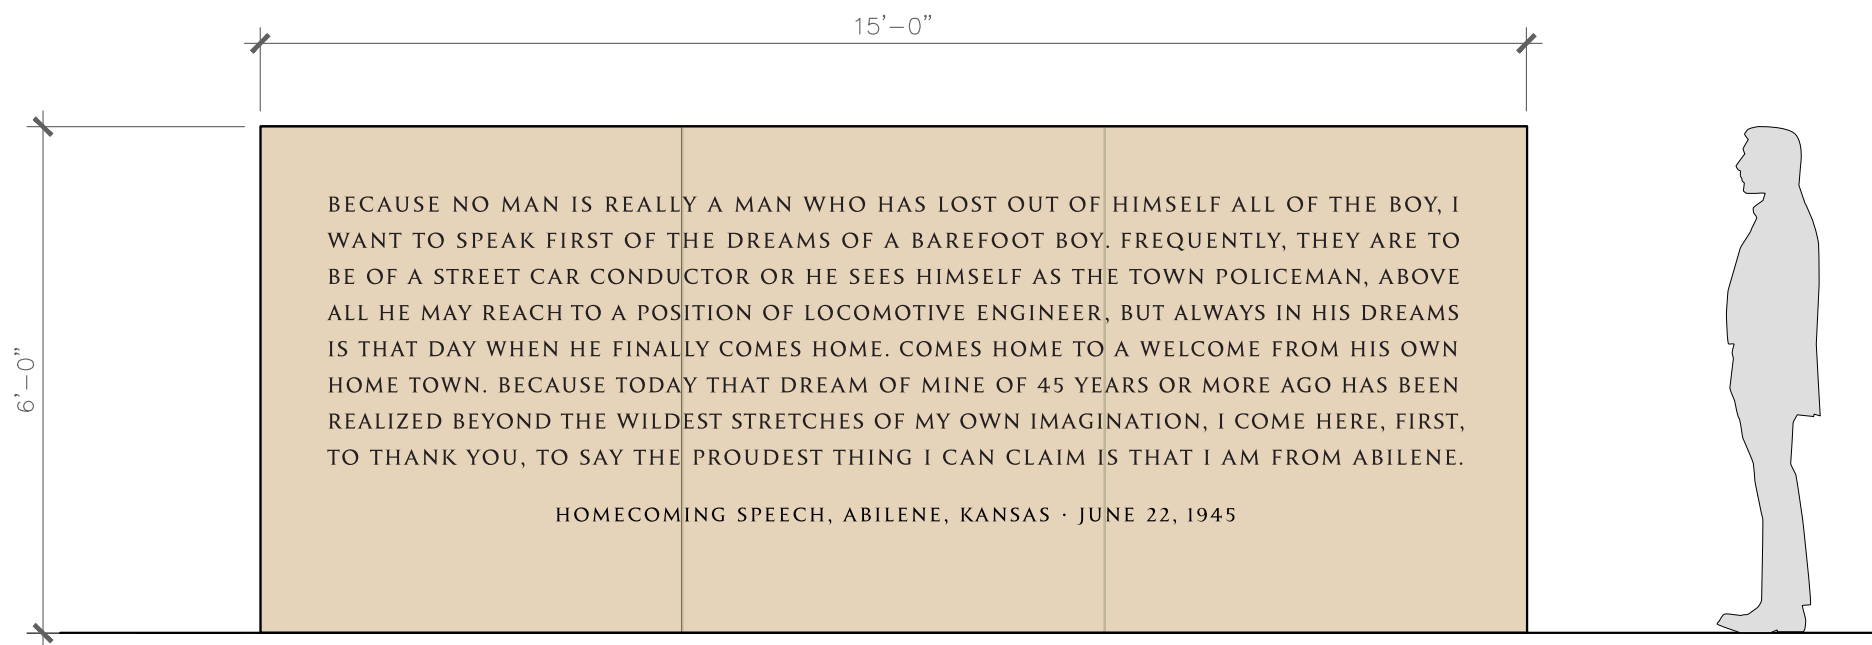 15’–0”
6’–0”
BECAUSE NO MAN IS REALLY A MAN WHO HAS LOST OUT OF HIMSELF ALL OF THE BOY, I
WANT TO SPEAK FIRST OF THE DREAMS OF A BAREFOOT BOY. FREQUENTLY, THEY ARE TO
BE OF A STREET CAR CONDUCTOR OR HE SEES HIMSELF AS THE TOWN POLICEMAN, ABOVE
ALL HE MAY REACH TO A POSITION OF LOCOMOTIVE ENGINEER, BUT ALWAYS IN HIS DREAMS
IS THAT DAY WHEN HE FINALLY COMES HOME. COMES HOME TO A WELCOME FROM HIS OWN
HOME TOWN. BECAUSE TODAY THAT DREAM OF MINE OF 45 YEARS OR MORE AGO HAS BEEN
REALIZED BEYOND THE WILDEST STRETCHES OF MY OWN IMAGINATION, I COME HERE, FIRST,
TO THANK YOU, TO SAY THE PROUDEST THING I CAN CLAIM IS THAT I AM FROM ABILENE.
HOMECOMING SPEECH, ABILENE, KANSAS · JUNE 22, 1945